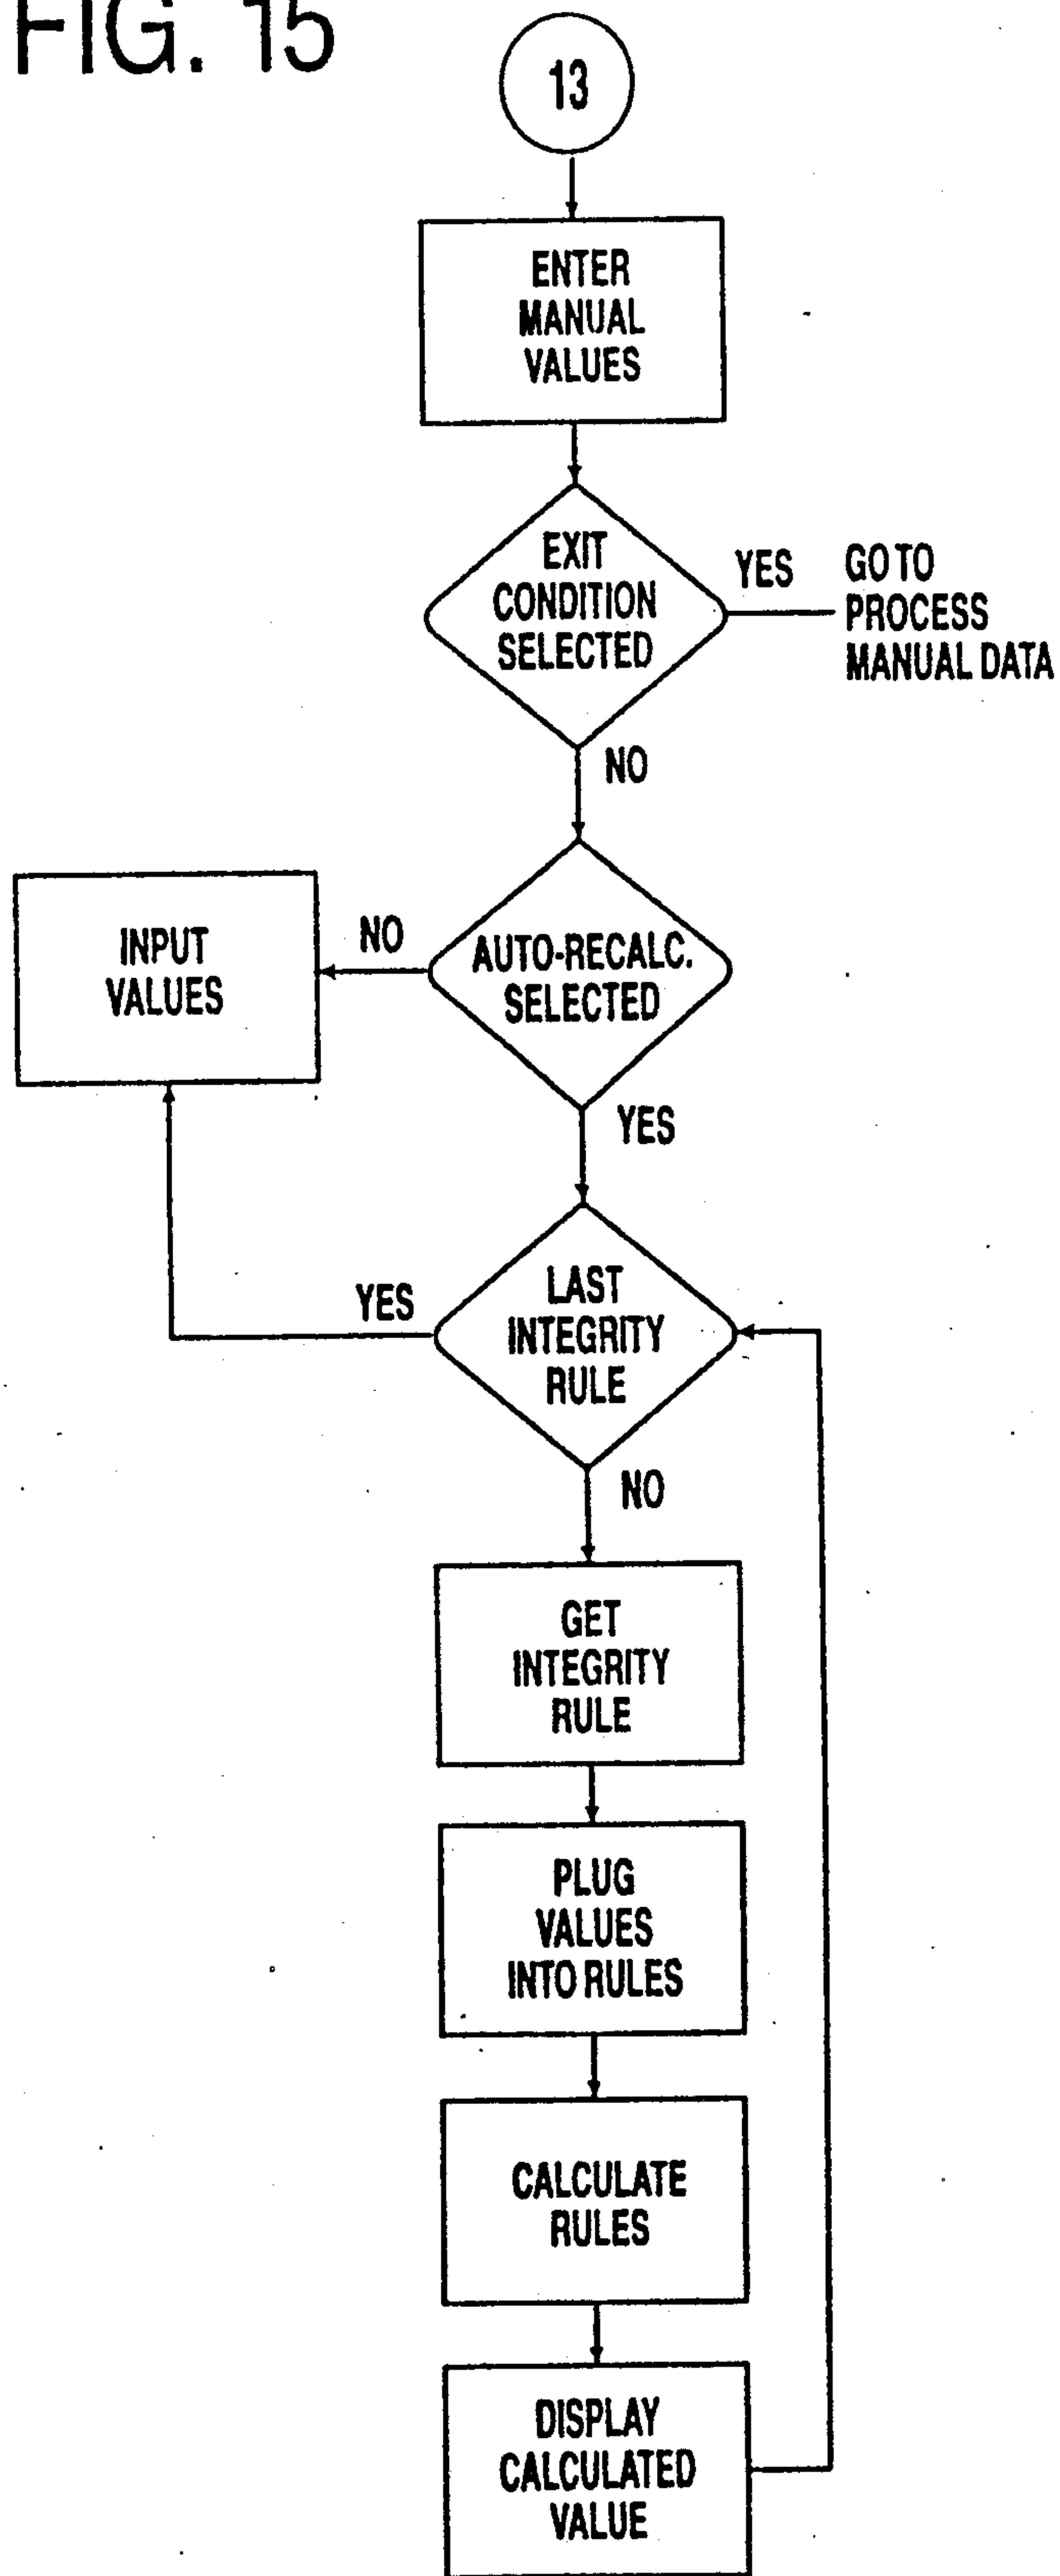 FIG. 15
13
ENTER
MANUAL
VALUES
EXIT
CONDITION
SELECTED
YES
GO TO
PROCESS
MANUAL DATA
NO
AUTO-RECALC.
SELECTED
NO
INPUT
VALUES
YES
LAST
INTEGRITY
RULE
YES
NO
GET
INTEGRITY
RULE
PLUG
VALUES
INTO RULES
CALCULATE
RULES
DISPLAY
CALCULATED
VALUE